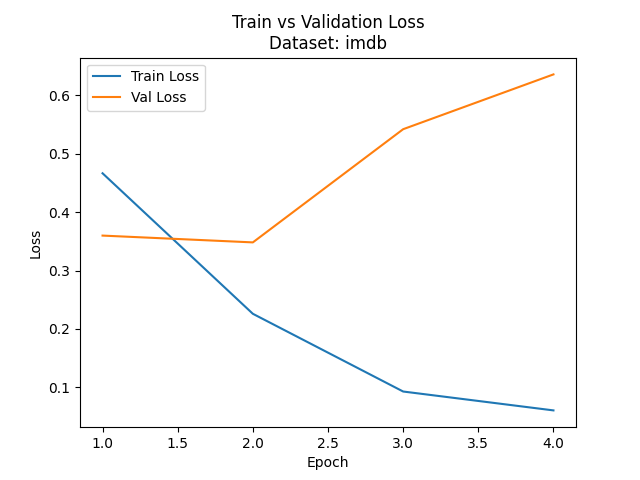 Train vs Validation Loss
Dataset: imdb
Train Loss
Val Loss
0.6
0.5
0.4
0.3
0.2
0.1
Loss
1.0 1.5 2.0 2.5 3.0 3.5 4.0
Epoch